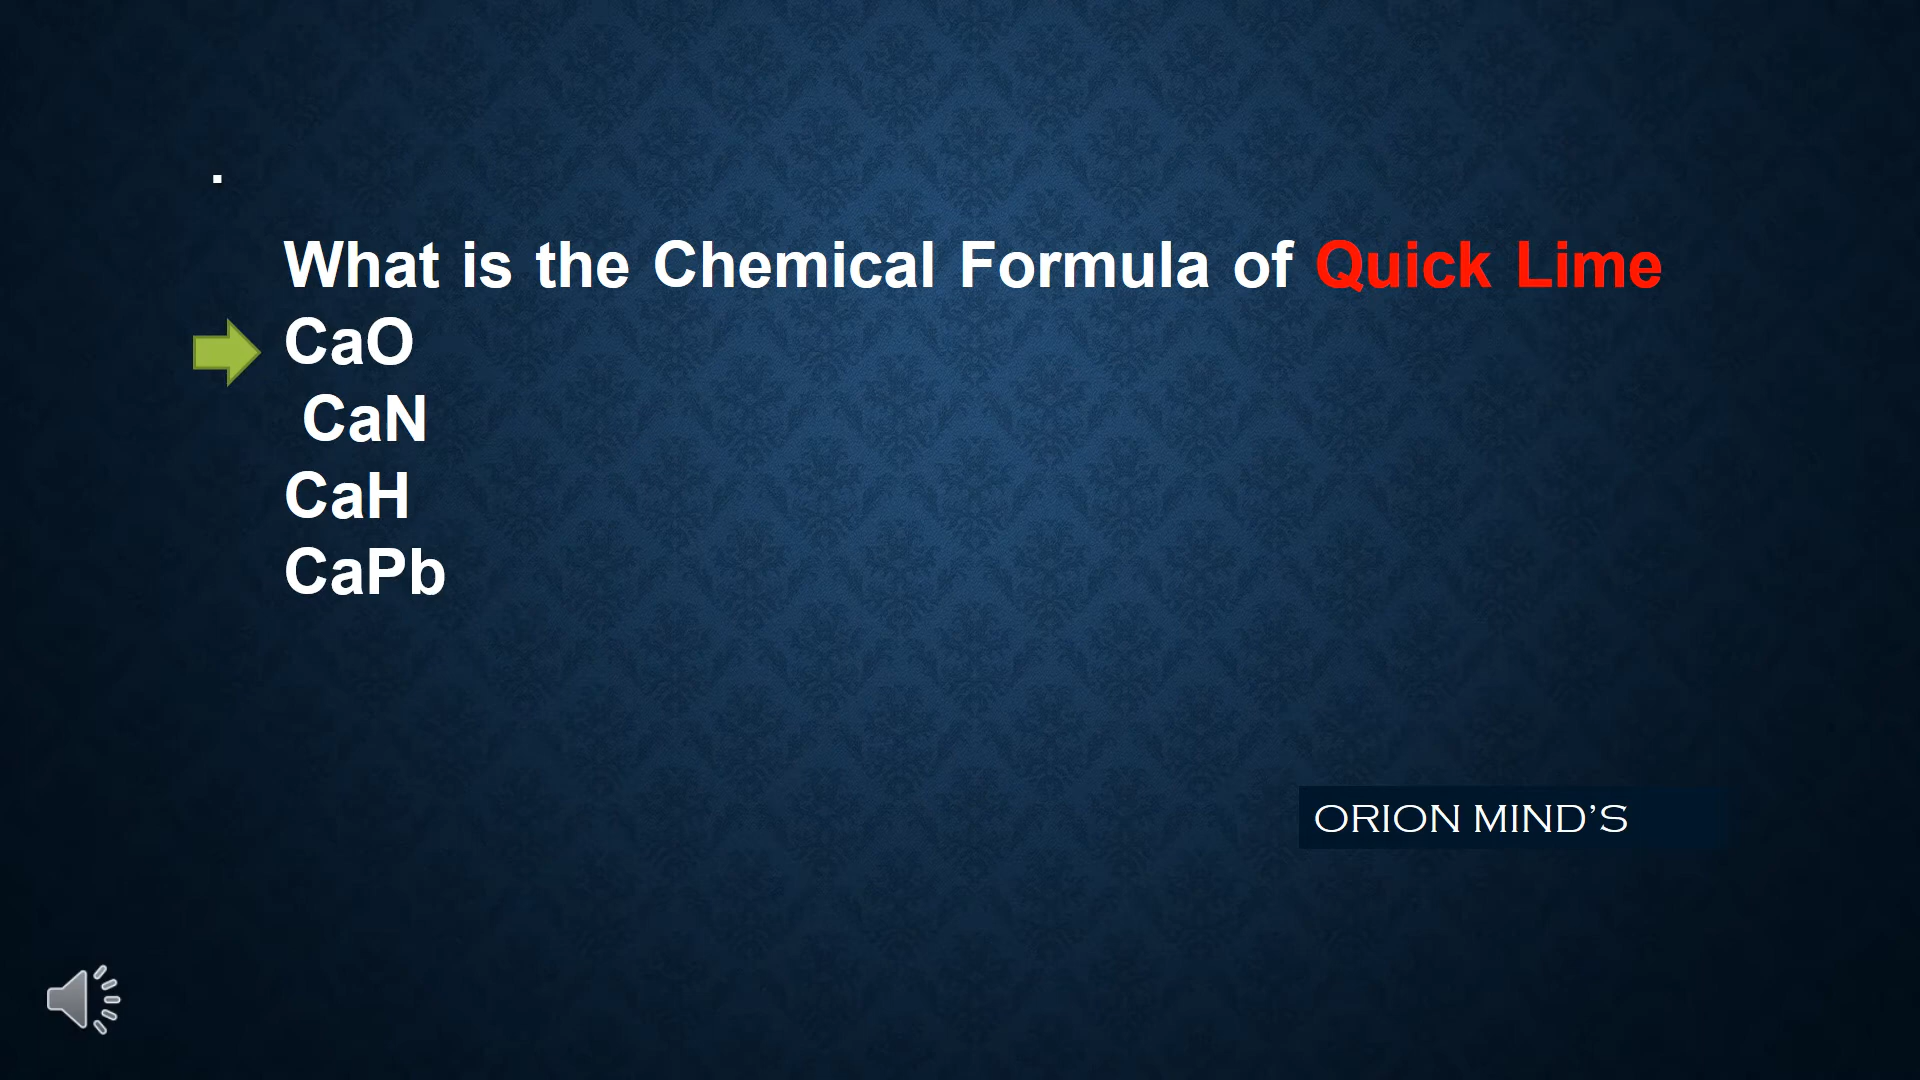 .
What is the Chemical Formula of Quick Lime
CaO
CaN
CaH
CaPb
ORION MIND’S